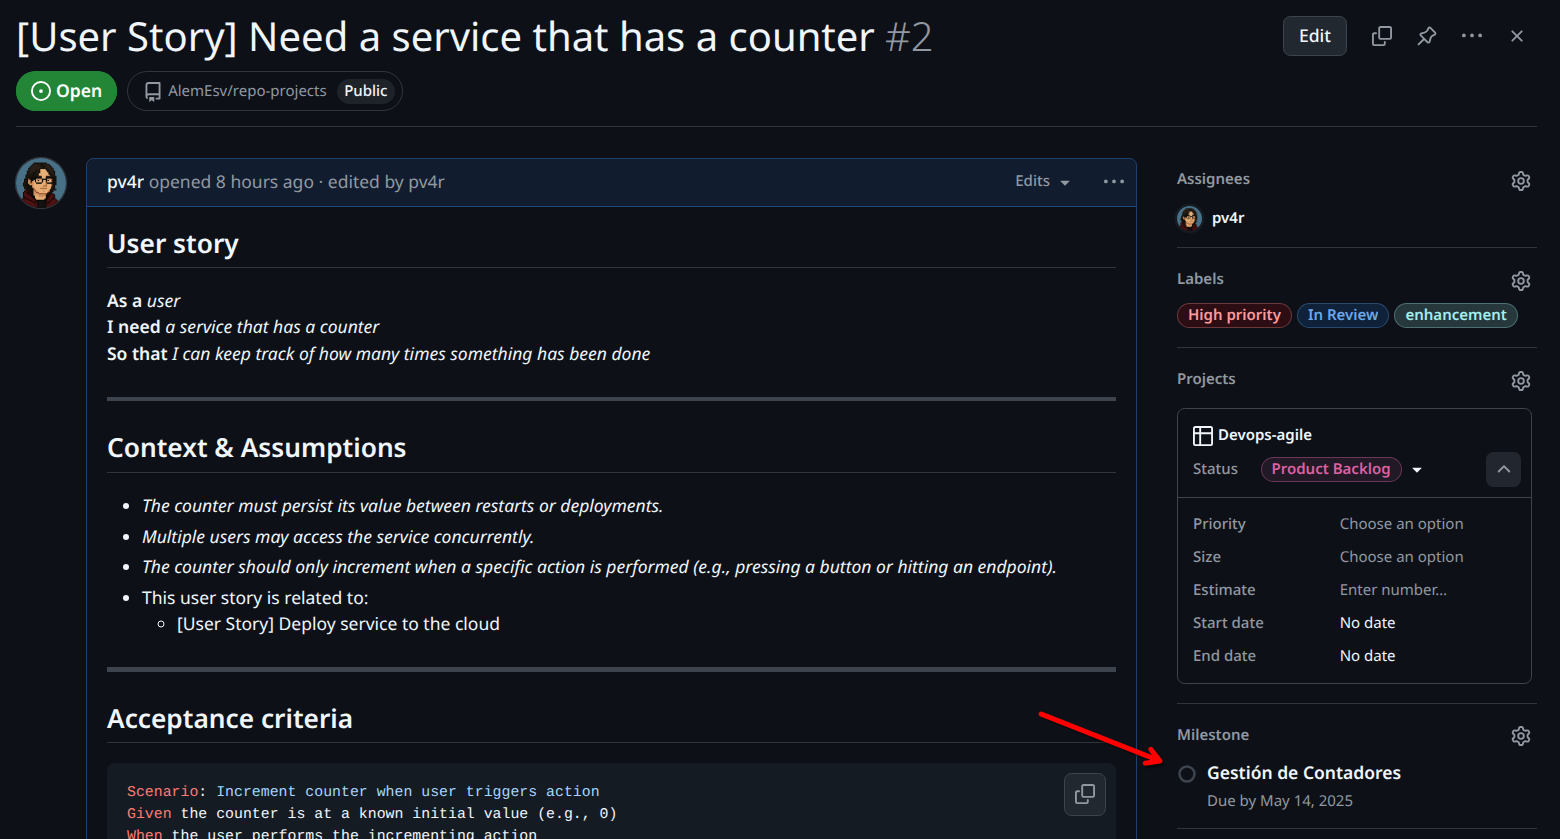 [User Story] Need a service that has a counter #2
Edit
Open
AlemEsv/repo-projects Public
pv4r opened 8 hours ago · edited by pv4r
Edits
User story
As a user
I need a service that has a counter
So that I can keep track of how many times something has been done
Context & Assumptions
The counter must persist its value between restarts or deployments.
Multiple users may access the service concurrently.
The counter should only increment when a specific action is performed (e.g., pressing a button or hitting an endpoint).
This user story is related to:
[User Story] Deploy service to the cloud
Acceptance criteria
Scenario: Increment counter when user triggers action
Given the counter is at a known initial value (e.g., 0)
When the user performs the incrementing action
Assignees
pv4r
Labels
High priority In Review enhancement
Projects
Devops-agile
Status Product Backlog
Priority Choose an option
Size Choose an option
Estimate Enter number...
Start date No date
End date No date
Milestone
Gestión de Contadores
Due by May 14, 2025